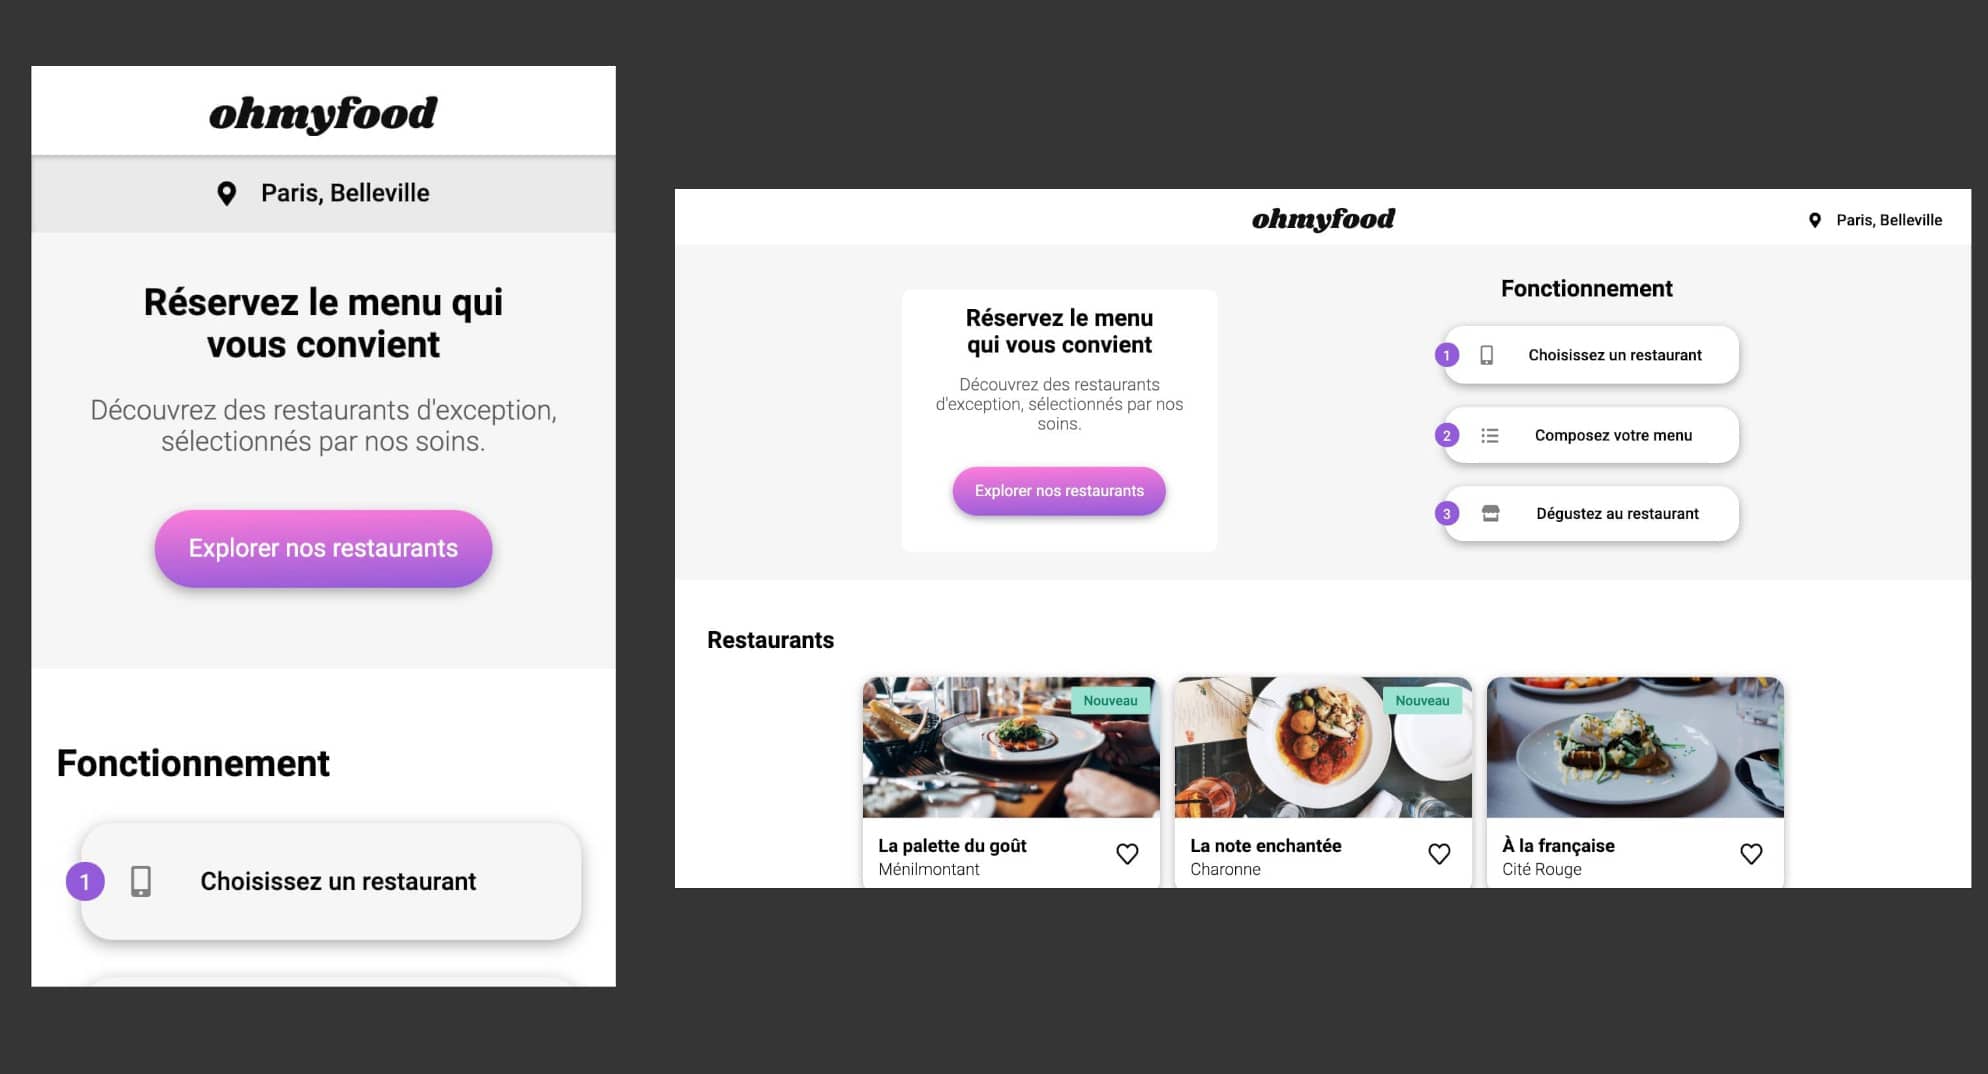 ohmyfood
Paris, Belleville
Réservez le menu qui
vous convient
Découvrez des restaurants d'exception,
sélectionnés par nos soins.
Explorer nos restaurants
Fonctionnement
1 Choisissez un restaurant
ohmyfood
Paris, Belleville
Réservez le menu
qui vous convient
Découvrez des restaurants
d'exception, sélectionnés par nos
soins.
Explorer nos restaurants
Fonctionnement
1 Choisissez un restaurant
2 Composez votre menu
3 Dégustez au restaurant
Restaurants
Nouveau
La palette du goût
Ménilmontant
Nouveau
La note enchantée
Charonne
À la française
Cité Rouge